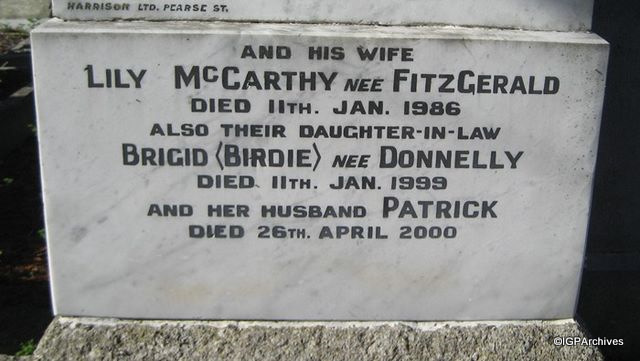 HARRISON LTD. PEARSE ST.
AND HIS WIFE
LILY McCARTHY NEE FITZGERALD
DIED 11TH. JAN. 1986
ALSO THEIR DAUGHTER-IN-LAW
BRIGID (BIRDIE) NEE DONNELLY
DIED 11TH. JAN. 1999
AND HER HUSBAND PATRICK
DIED 26TH. APRIL 2000
©IGPArchives